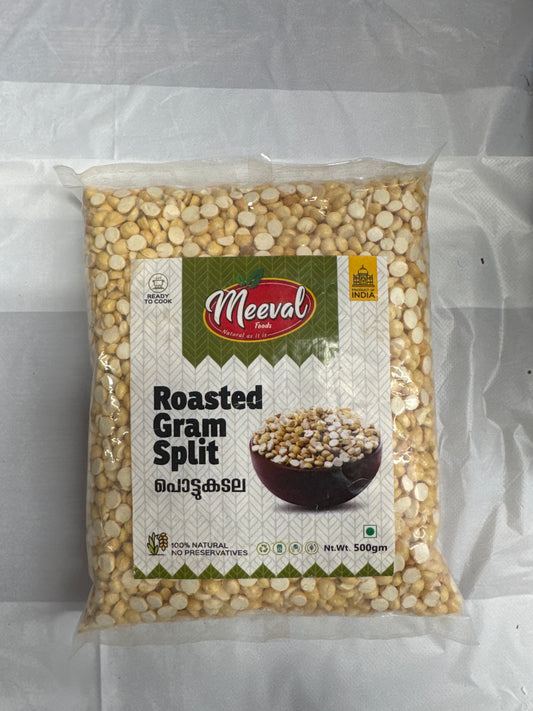 READY
TO COOK
Meeval
Foods
Natural as it is
PRODUCT OF
INDIA
Roasted
Gram
Split
പൊട്ടുകടല
100% NATURAL
NO PRESERVATIVES
Nt.Wt. 500gm